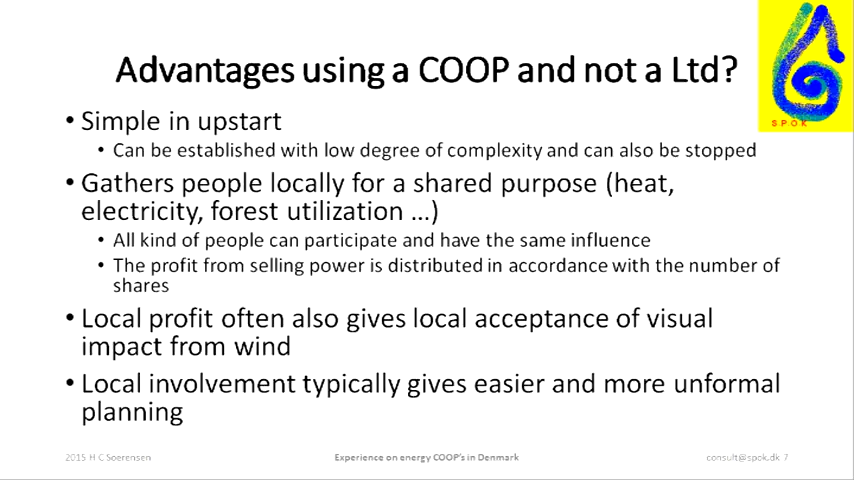 Advantages using a COOP and not a Ltd?
SPOK
• Simple in upstart
• Can be established with low degree of complexity and can also be stopped
• Gathers people locally for a shared purpose (heat,
electricity, forest utilization ...)
• All kind of people can participate and have the same influence
• The profit from selling power is distributed in accordance with the number of
shares
• Local profit often also gives local acceptance of visual
impact from wind
• Local involvement typically gives easier and more unformal
planning
2015 H.C Soerensen
Experience on energy COOP's in Denmark
consult@spok.dk 7